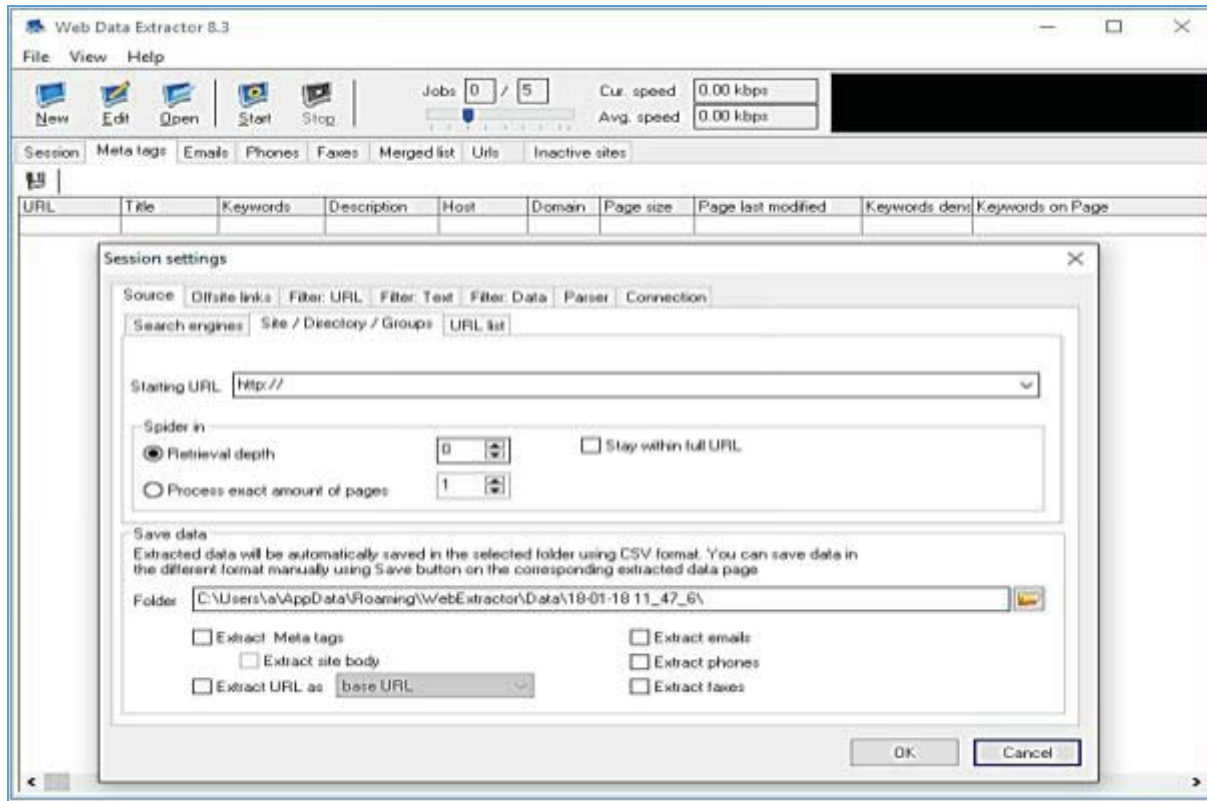 Web Data Extractor 8.3
File View Help
Jobs 0 / 5 Cur. speed 0.00 kbps
New Edit Open Start Stop Avg. speed 0.00 kbps
Session Meta tags Emails Phones Faxes Merged list Urls Inactive sites
URL Title Keywords Description Host Domain Page size Page last modified Keywords dens Keywords on Page
Session settings
Source Offsite links Filter: URL Filter: Text Filter: Data Parser Connection
Search engines Site / Directory / Groups URL list
Starting URL http://
Spider in
Retrieval depth 0 Stay within full URL
Process exact amount of pages 1
Save data
Extracted data will be automatically saved in the selected folder using CSV format. You can save data in
the different format manually using Save button on the corresponding extracted data page
Folder C:\Users\a\AppData\Roaming\WebExtractor\Data\18-01-18 11_47_6\
Extract Meta tags Extract emails
Extract site body Extract phones
Extract URL as base URL Extract faxes
OK Cancel